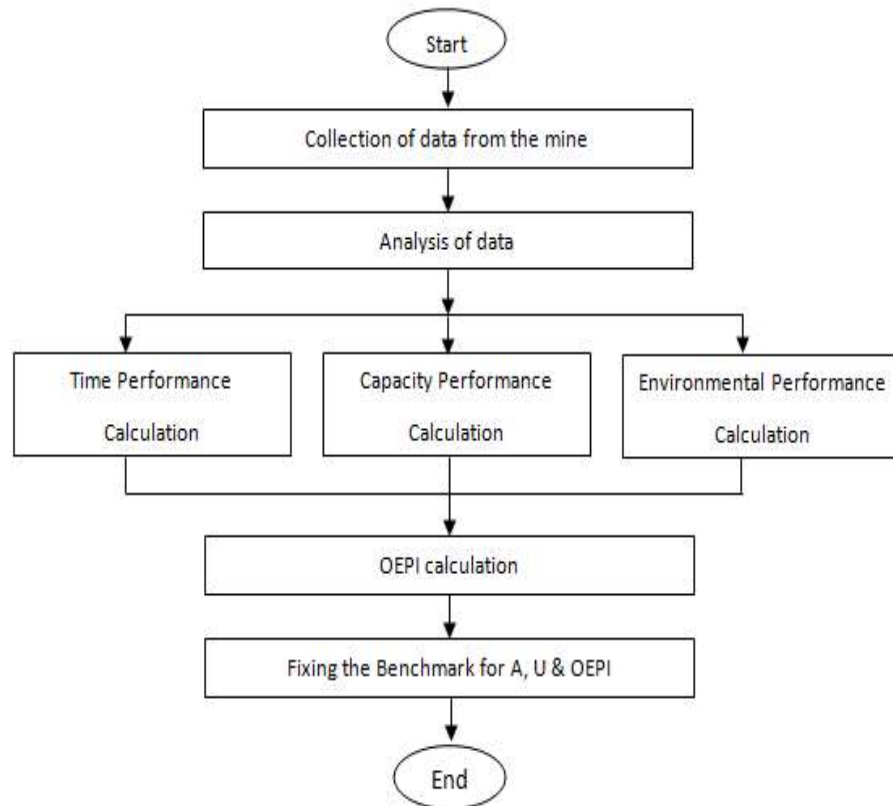 Start
Collection of data from the mine
Analysis of data
Time Performance
Calculation
Capacity Performance
Calculation
Environmental Performance
Calculation
OEPI calculation
Fixing the Benchmark for A, U & OEPI
End